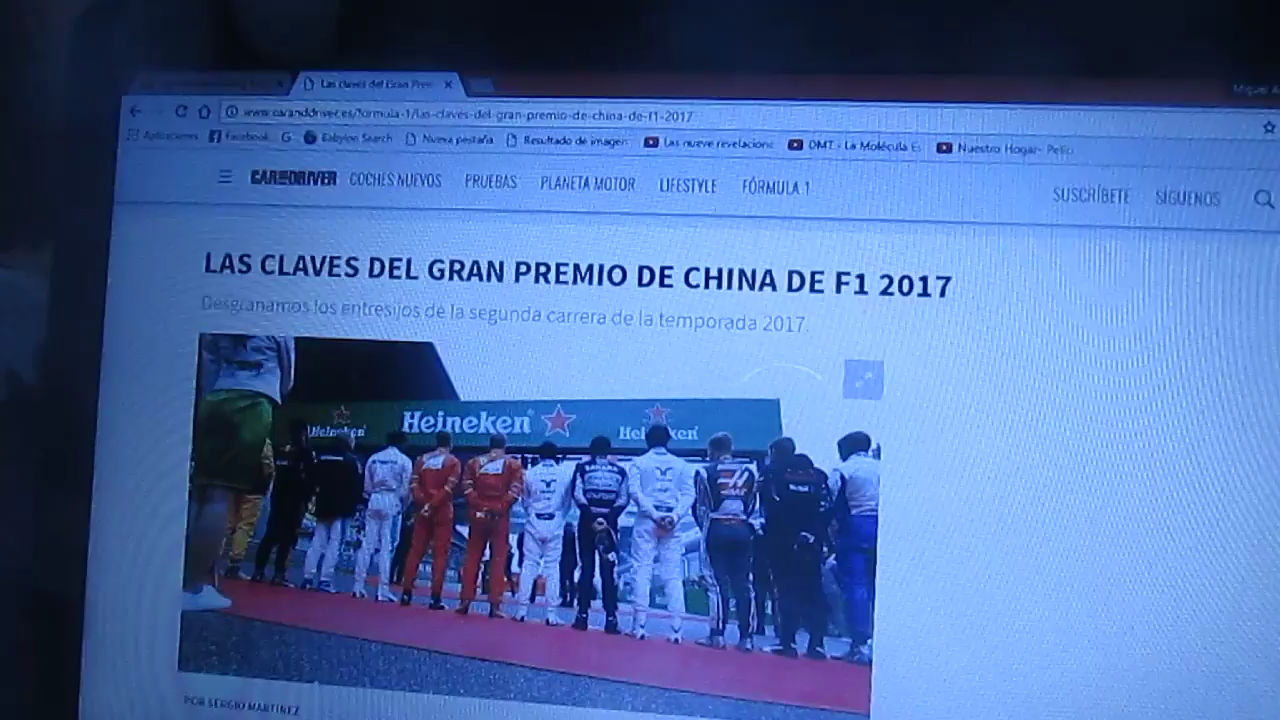 Las claves del Gran Prem
Miguel A
www.caranddriver.es/formula-1/las-claves-del-gran-premio-de-china-de-f1-2017
Aplicaciones Facebook G Babylon Search Nueva pestaña Resultado de imagen Las nueve revelacione DMT - La Molécula Es Nuestro Hogar- Pelíc
CAR AND DRIVER COCHES NUEVOS PRUEBAS PLANETA MOTOR LIFESTYLE FÓRMULA 1 SUSCRÍBETE SÍGUENOS
LAS CLAVES DEL GRAN PREMIO DE CHINA DE F1 2017
Desgranamos los entresijos de la segunda carrera de la temporada 2017.
Heineken Heineken Heineken
POR SERGIO MARTÍNEZ